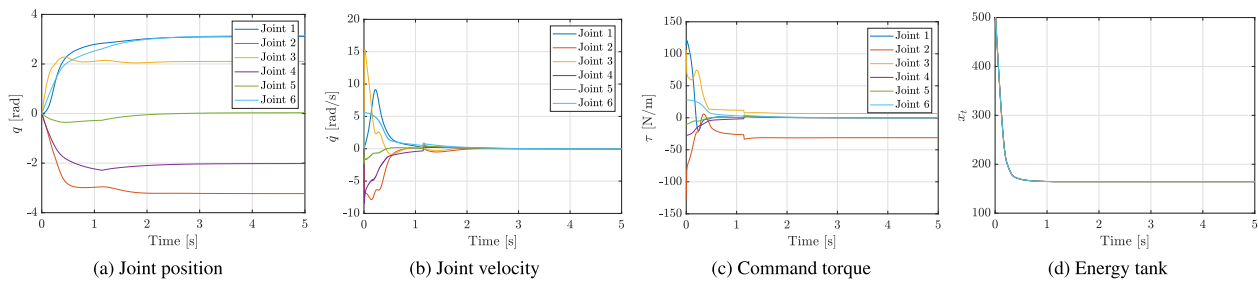 4
2
0
-2
-4
q [rad]
0 1 2 3 4 5
Time [s]
Joint 1
Joint 2
Joint 3
Joint 4
Joint 5
Joint 6
(a) Joint position
20
15
10
5
0
-5
-10
q̇ [rad/s]
0 1 2 3 4 5
Time [s]
Joint 1
Joint 2
Joint 3
Joint 4
Joint 5
Joint 6
(b) Joint velocity
150
100
50
0
-50
-100
-150
τ [N/m]
0 1 2 3 4 5
Time [s]
Joint 1
Joint 2
Joint 3
Joint 4
Joint 5
Joint 6
(c) Command torque
500
400
300
200
100
x_t
0 1 2 3 4 5
Time [s]
(d) Energy tank